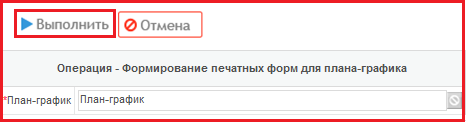 Выполнить Отмена
Операция - Формирование печатных форм для плана-графика
*План-график План-график